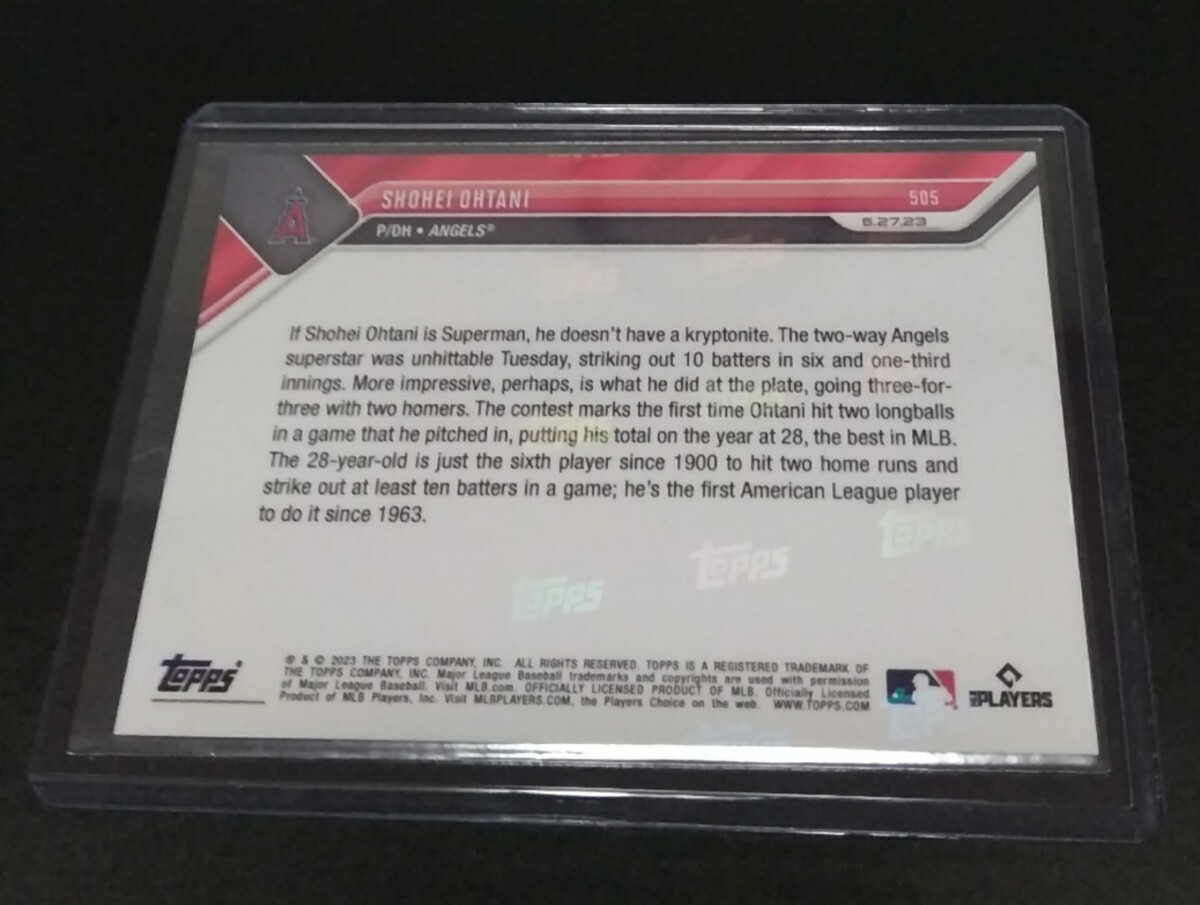 SHOHEI OHTANI 505
P/DH • ANGELS® 6.27.23
If Shohei Ohtani is Superman, he doesn't have a kryptonite. The two-way Angels
superstar was unhittable Tuesday, striking out 10 batters in six and one-third
innings. More impressive, perhaps, is what he did at the plate, going three-for-
three with two homers. The contest marks the first time Ohtani hit two longballs
in a game that he pitched in, putting his total on the year at 28, the best in MLB.
The 28-year-old is just the sixth player since 1900 to hit two home runs and
strike out at least ten batters in a game; he's the first American League player
to do it since 1963.
topps
topps
topps
topps
® & © 2023 THE TOPPS COMPANY, INC. ALL RIGHTS RESERVED. TOPPS IS A REGISTERED TRADEMARK OF
THE TOPPS COMPANY, INC. Major League Baseball trademarks and copyrights are used with permission
of Major League Baseball. Visit MLB.com. OFFICIALLY LICENSED PRODUCT OF MLB. Officially Licensed
Product of MLB Players, Inc. Visit MLBPLAYERS.COM, the Players Choice on the web. WWW.TOPPS.COM
PLAYERS